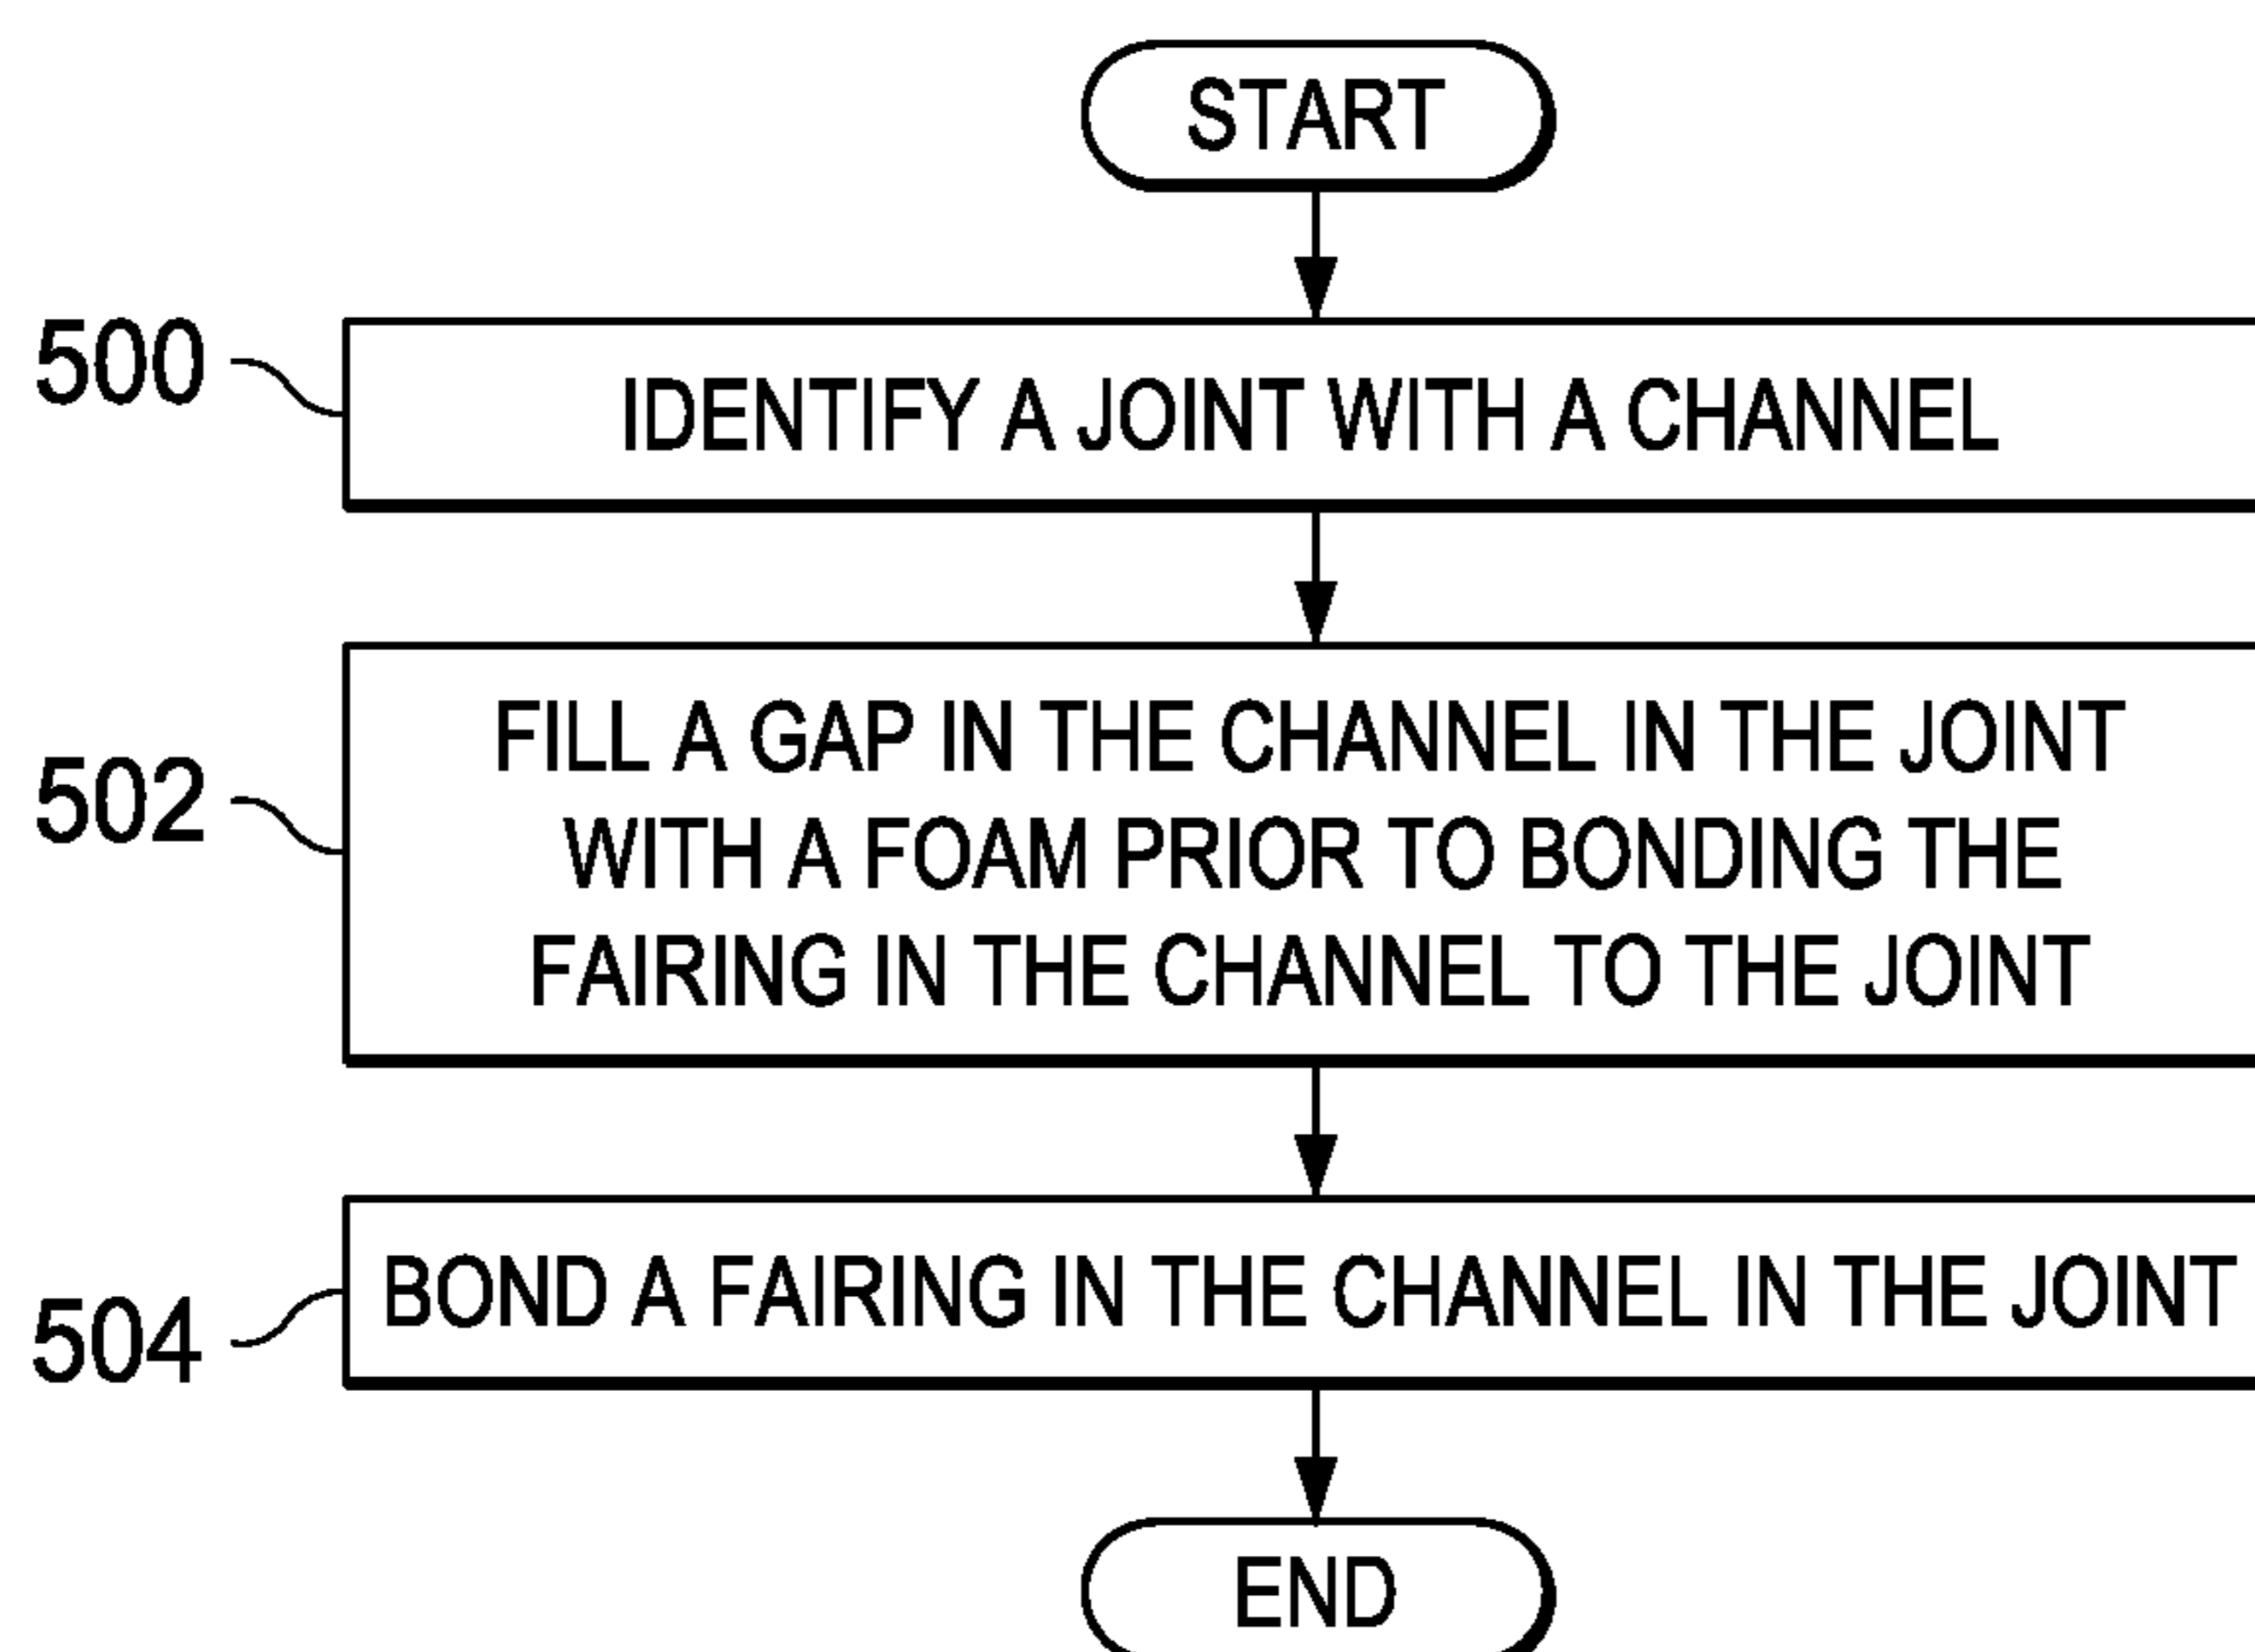 START
500
IDENTIFY A JOINT WITH A CHANNEL
502
FILL A GAP IN THE CHANNEL IN THE JOINT
WITH A FOAM PRIOR TO BONDING THE
FAIRING IN THE CHANNEL TO THE JOINT
504
BOND A FAIRING IN THE CHANNEL IN THE JOINT
END